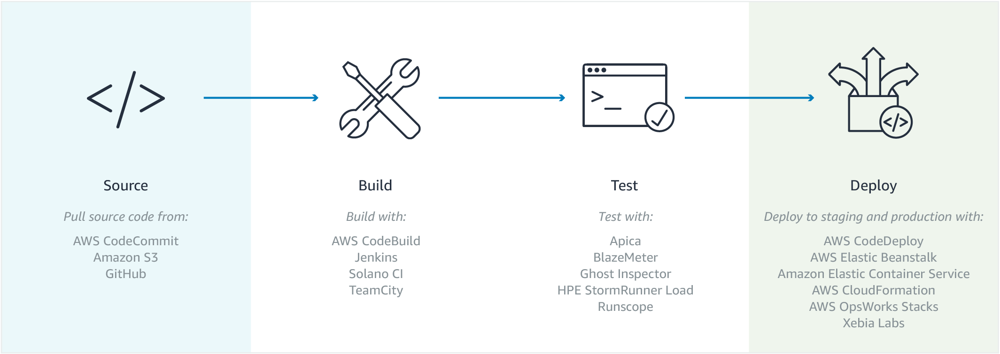 Source
Pull source code from:
AWS CodeCommit
Amazon S3
GitHub
Build
Build with:
AWS CodeBuild
Jenkins
Solano CI
TeamCity
Test
Test with:
Apica
BlazeMeter
Ghost Inspector
HPE StormRunner Load
Runscope
Deploy
Deploy to staging and production with:
AWS CodeDeploy
AWS Elastic Beanstalk
Amazon Elastic Container Service
AWS CloudFormation
AWS OpsWorks Stacks
Xebia Labs